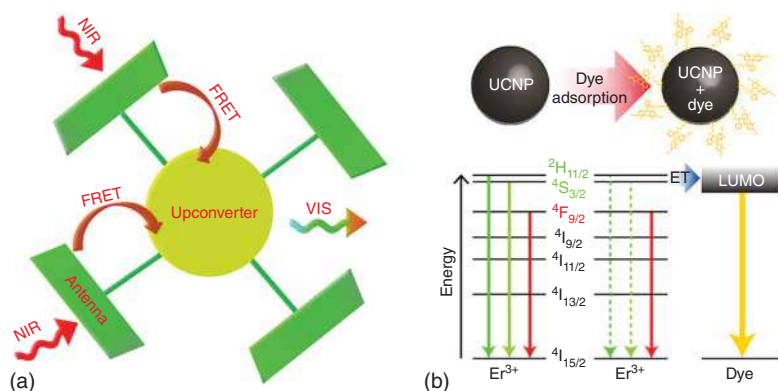 NIR
FRET
FRET
Upconverter
VIS
Antenna
NIR
(a)
UCNP
Dye
adsorption
UCNP
+
dye
²H₁₁/₂
⁴S₃/₂
⁴F₉/₂
⁴I₉/₂
⁴I₁₁/₂
⁴I₁₃/₂
⁴I₁₅/₂
ET
LUMO
Energy
Er³⁺
Er³⁺
Dye
(b)